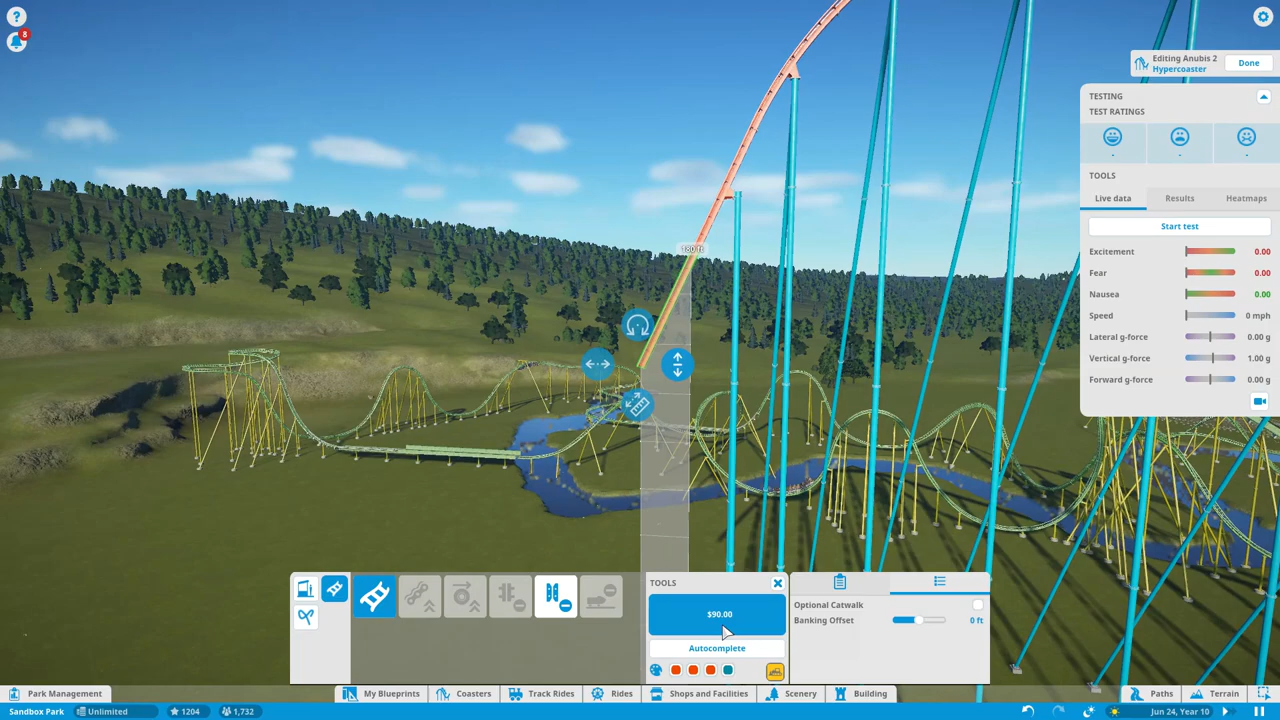 ?
8
Editing Anubis 2
Hypercoaster
Done
TESTING
TEST RATINGS
- - -
TOOLS
Live data Results Heatmaps
Start test
Excitement 0.00
Fear 0.00
Nausea 0.00
Speed 0 mph
Lateral g-force 0.00 g
Vertical g-force 1.00 g
Forward g-force 0.00 g
180 ft
TOOLS
$90.00
Autocomplete
Optional Catwalk
Banking Offset 0 ft
Park Management My Blueprints Coasters Track Rides Rides Shops and Facilities Scenery Building Paths Terrain
Sandbox Park Unlimited 1204 1,732 Jun 24, Year 10